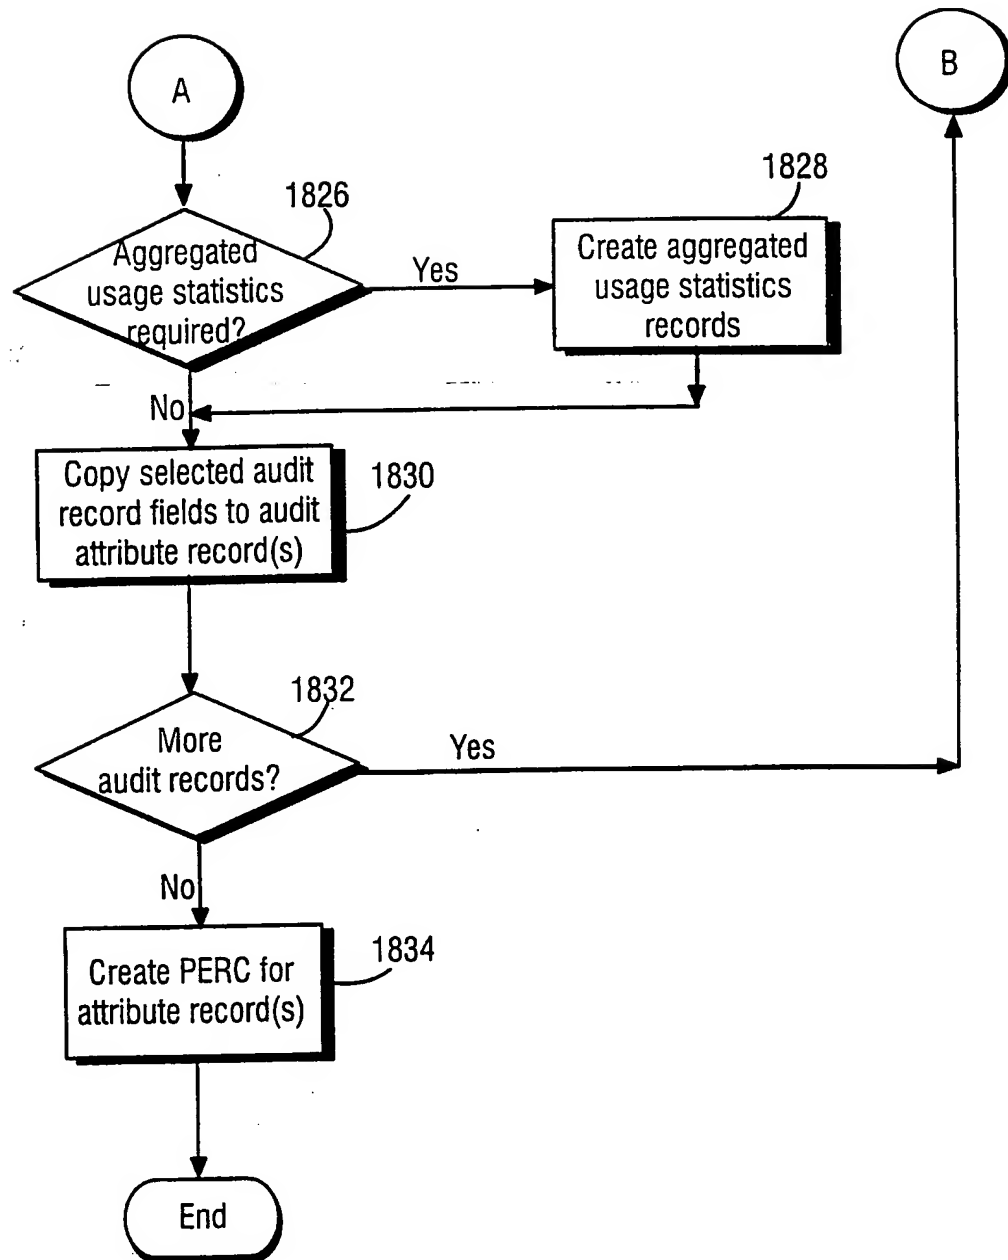 A
B
1826
Aggregated
usage statistics
required?
Yes
1828
Create aggregated
usage statistics
records
No
Copy selected audit
record fields to audit
attribute record(s)
1830
1832
More
audit records?
Yes
No
Create PERC for
attribute record(s)
1834
End